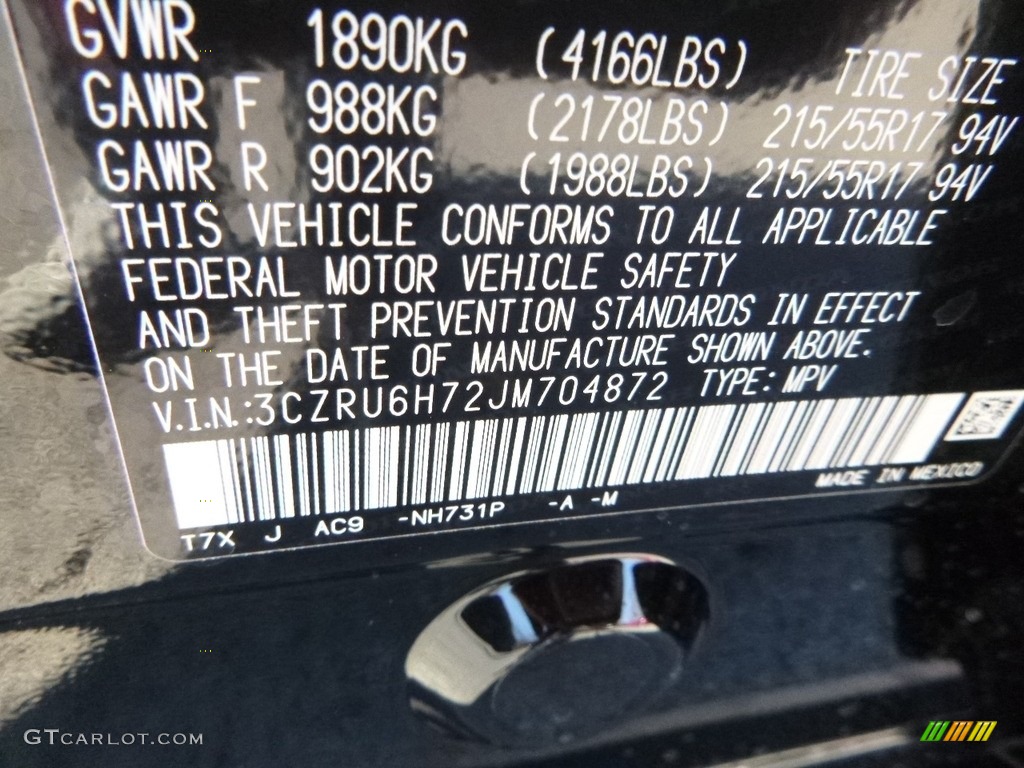 GVWR 1890KG (4166LBS) TIRE SIZE
GAWR F 988KG (2178LBS) 215/55R17 94V
GAWR R 902KG (1988LBS) 215/55R17 94V
THIS VEHICLE CONFORMS TO ALL APPLICABLE
FEDERAL MOTOR VEHICLE SAFETY
AND THEFT PREVENTION STANDARDS IN EFFECT
ON THE DATE OF MANUFACTURE SHOWN ABOVE.
V.I.N.:3CZRU6H72JM704872 TYPE: MPV
MADE IN MEXICO
T7X J AC9 -NH731P -A -M
GTCARLOT.COM